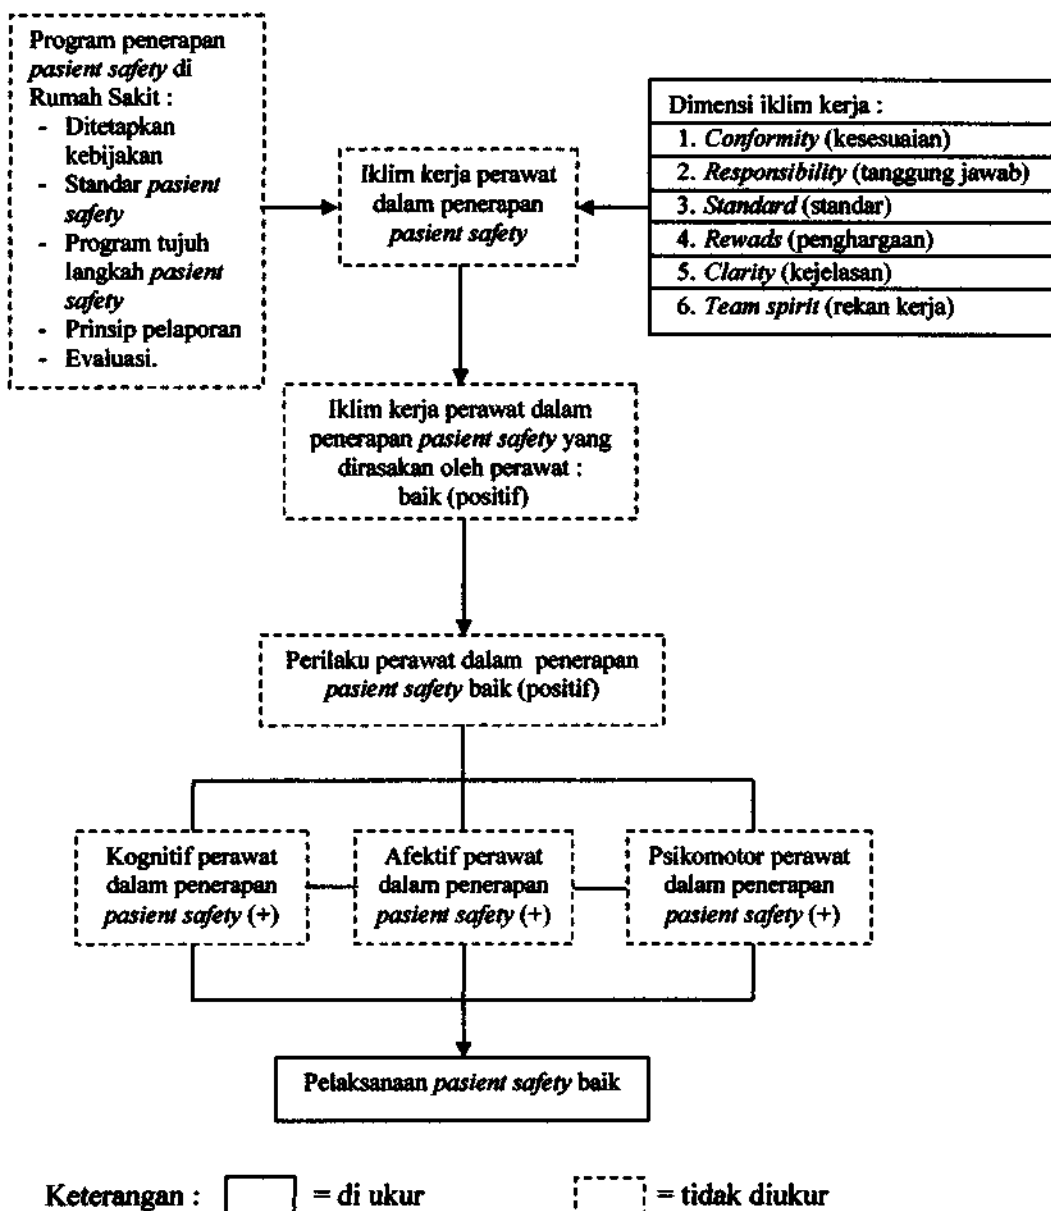 Program penerapan
pasient safety di
Rumah Sakit :
- Ditetapkan
kebijakan
- Standar pasient
safety
- Program tujuh
langkah pasient
safety
- Prinsip pelaporan
- Evaluasi.
Iklim kerja perawat
dalam penerapan
pasient safety
Dimensi iklim kerja :
1. Conformity (kesesuaian)
2. Responsibility (tanggung jawab)
3. Standard (standar)
4. Rewads (penghargaan)
5. Clarity (kejelasan)
6. Team spirit (rekan kerja)
Iklim kerja perawat dalam
penerapan pasient safety yang
dirasakan oleh perawat :
baik (positif)
Perilaku perawat dalam penerapan
pasient safety baik (positif)
Kognitif perawat
dalam penerapan
pasient safety (+)
Afektif perawat
dalam penerapan
pasient safety (+)
Psikomotor perawat
dalam penerapan
pasient safety (+)
Pelaksanaan pasient safety baik
Keterangan : = di ukur = tidak diukur